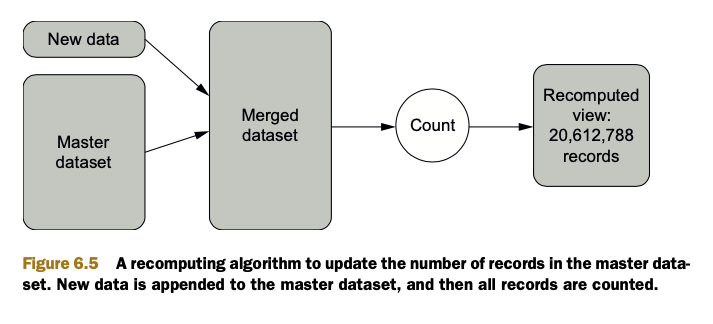 New data
Master
dataset
Merged
dataset
Count
Recomputed
view:
20,612,788
records
Figure 6.5 A recomputing algorithm to update the number of records in the master data-
set. New data is appended to the master dataset, and then all records are counted.